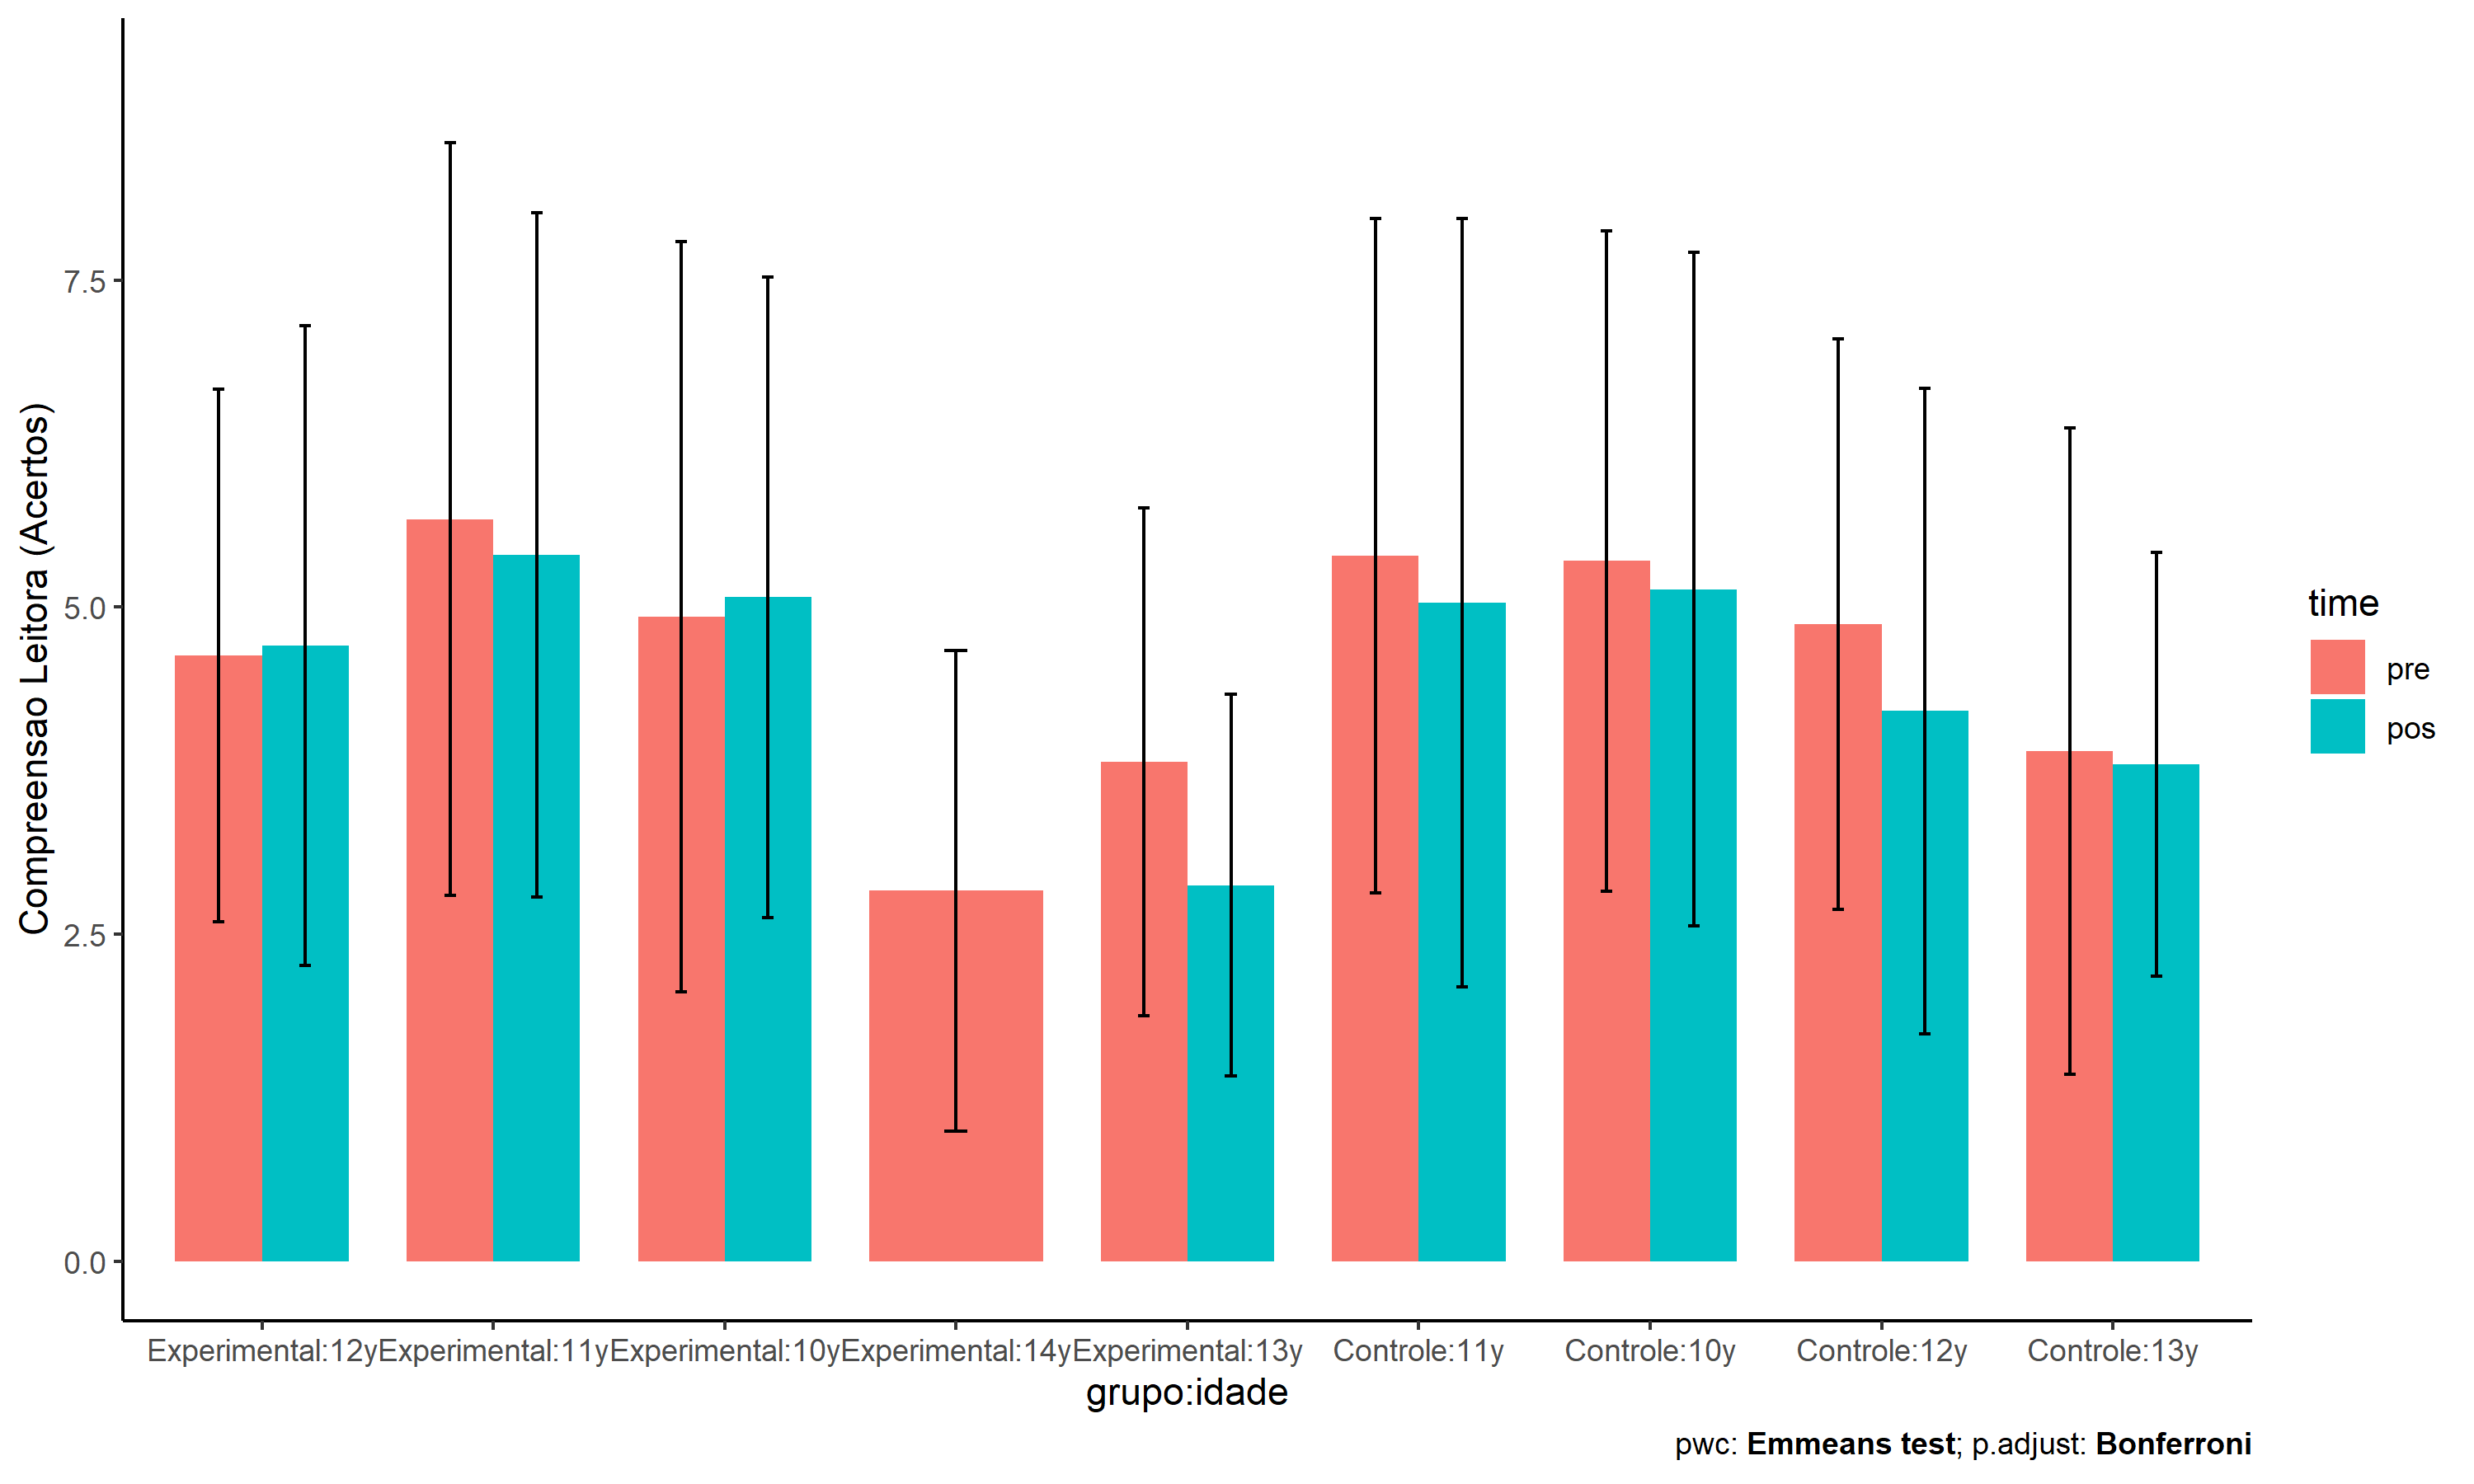 Compreensao Leitora (Acertos)
7.5
5.0
2.5
0.0
Experimental:12y
Experimental:11y
Experimental:10y
Experimental:14y
Experimental:13y
Controle:11y
Controle:10y
Controle:12y
Controle:13y
grupo:idade
time
pre
pos
pwc: Emmeans test; p.adjust: Bonferroni